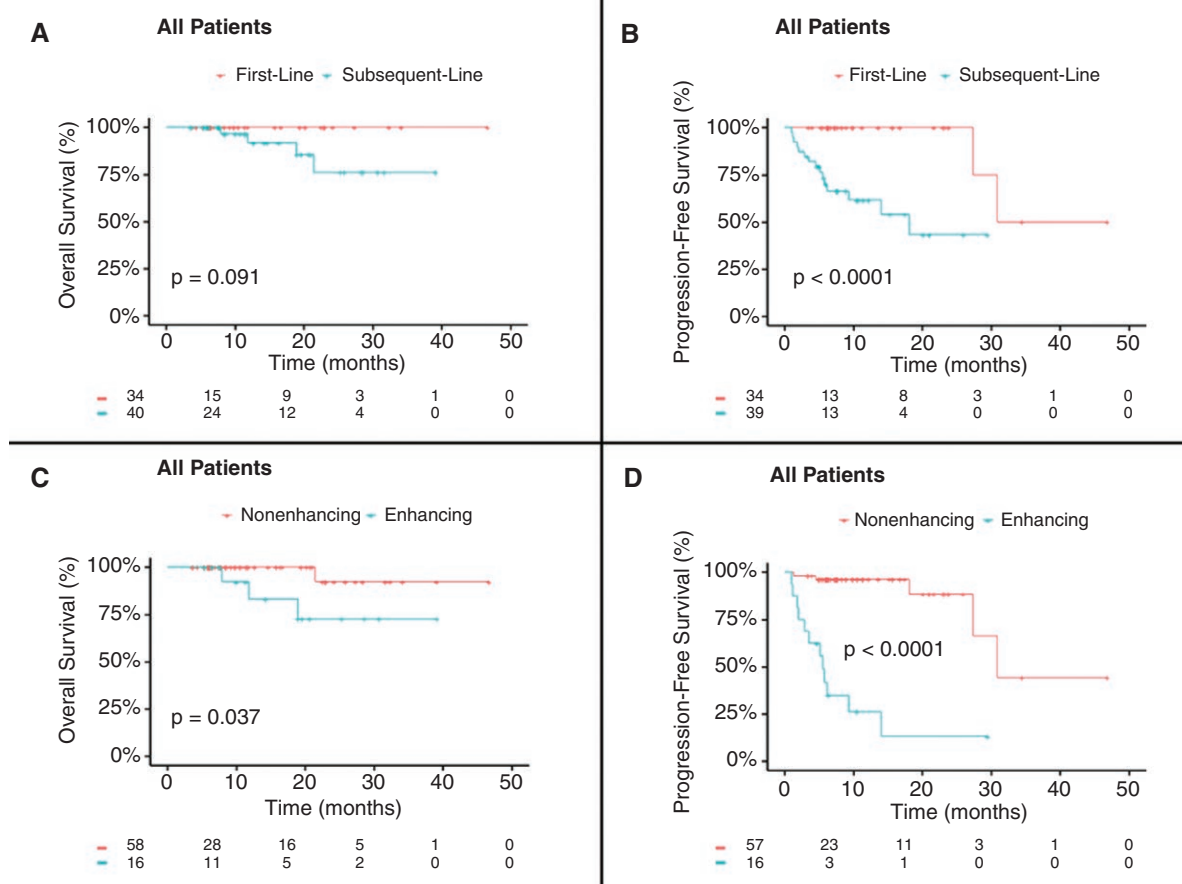 A
All Patients
First-Line Subsequent-Line
Overall Survival (%)
100%
75%
50%
25%
0%
p = 0.091
0 10 20 30 40 50
Time (months)
34 15 9 3 1 0
40 24 12 4 0 0
B
All Patients
First-Line Subsequent-Line
Progression-Free Survival (%)
100%
75%
50%
25%
0%
p < 0.0001
0 10 20 30 40 50
Time (months)
34 13 8 3 1 0
39 13 4 0 0 0
C
All Patients
Nonenhancing Enhancing
Overall Survival (%)
100%
75%
50%
25%
0%
p = 0.037
0 10 20 30 40 50
Time (months)
58 28 16 5 1 0
16 11 5 2 0 0
D
All Patients
Nonenhancing Enhancing
Progression-Free Survival (%)
100%
75%
50%
25%
0%
p < 0.0001
0 10 20 30 40 50
Time (months)
57 23 11 3 1 0
16 3 1 0 0 0